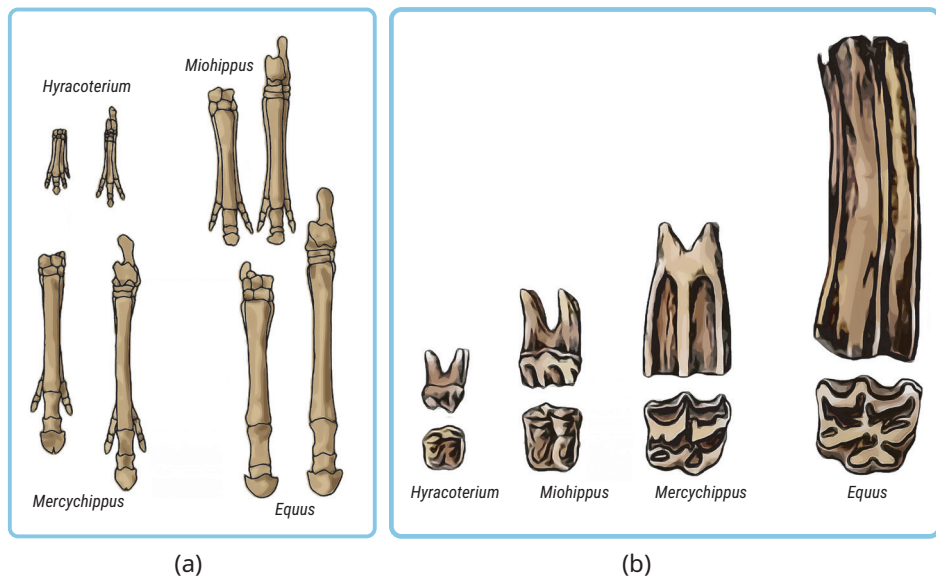 Miohippus
Hyracoterium
Mercychippus
Equus
(a)
Hyracoterium
Miohippus
Mercychippus
Equus
(b)